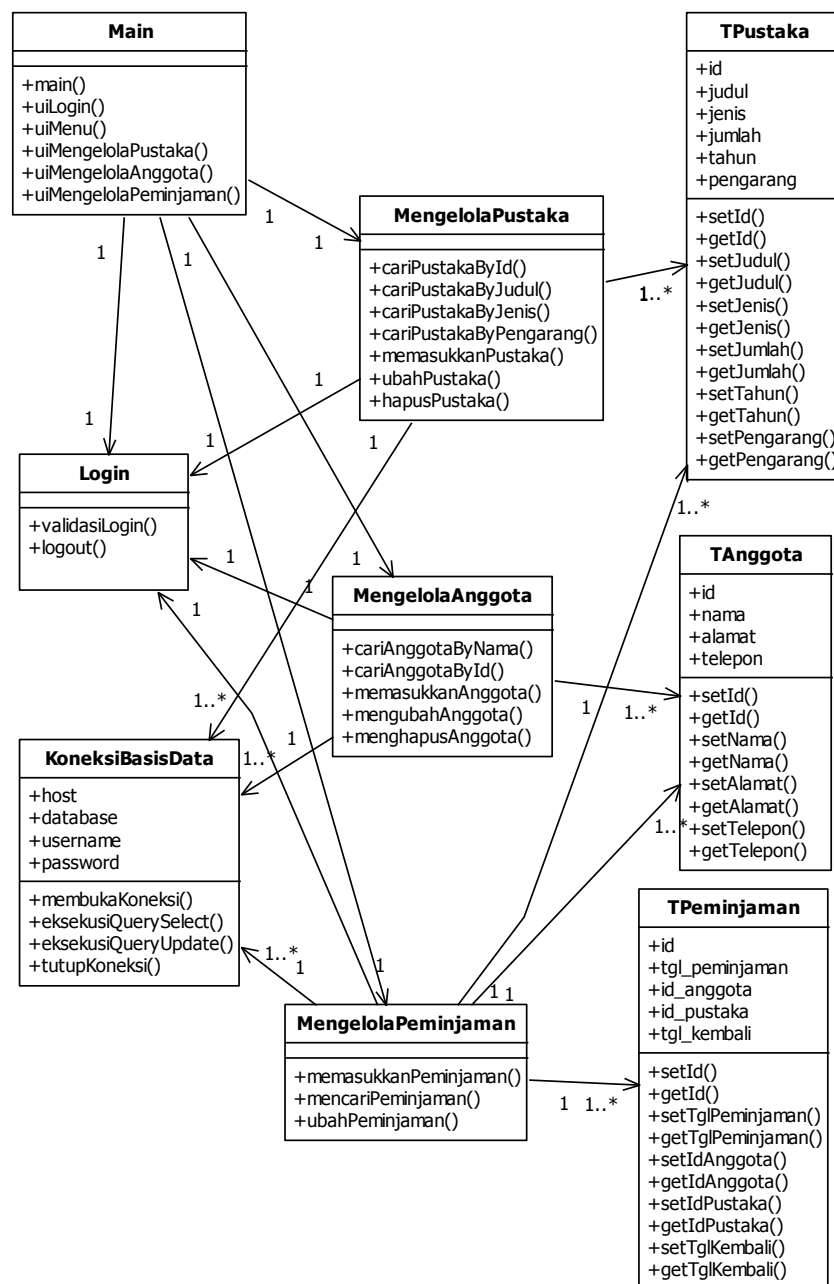 Main
+main()
+uiLogin()
+uiMenu()
+uiMengelolaPustaka()
+uiMengelolaAnggota()
+uiMengelolaPeminjaman()
TPustaka
+id
+judul
+jenis
+jumlah
+tahun
+pengarang
+setId()
+getId()
+setJudul()
+getJudul()
+setJenis()
+getJenis()
+setJumlah()
+getJumlah()
+setTahun()
+getTahun()
+setPengarang()
+getPengarang()
MengelolaPustaka
+cariPustakaById()
+cariPustakaByJudul()
+cariPustakaByJenis()
+cariPustakaByPengarang()
+memasukkanPustaka()
+ubahPustaka()
+hapusPustaka()
1
1
1
1
1..*
1
1
1
1
1
Login
+validasiLogin()
+logout()
1..*
1
1
1
1
MengelolaAnggota
+cariAnggotaByNama()
+cariAnggotaById()
+memasukkanAnggota()
+mengubahAnggota()
+menghapusAnggota()
TAnggota
+id
+nama
+alamat
+telepon
+setId()
+getId()
+setNama()
+getNama()
+setAlamat()
+getAlamat()
+setTelepon()
+getTelepon()
1..*
1
1..*
1
1..*
1..*
KoneksiBasisData
+host
+database
+username
+password
+membukaKoneksi()
+eksekusiQuerySelect()
+eksekusiQueryUpdate()
+tutupKoneksi()
1..*
1
1
1
1
MengelolaPeminjaman
+memasukkanPeminjaman()
+mencariPeminjaman()
+ubahPeminjaman()
1
1..*
TPeminjaman
+id
+tgl_peminjaman
+id_anggota
+id_pustaka
+tgl_kembali
+setId()
+getId()
+setTglPeminjaman()
+getTglPeminjaman()
+setIdAnggota()
+getIdAnggota()
+setIdPustaka()
+getIdPustaka()
+setTglKembali()
+getTglKembali()